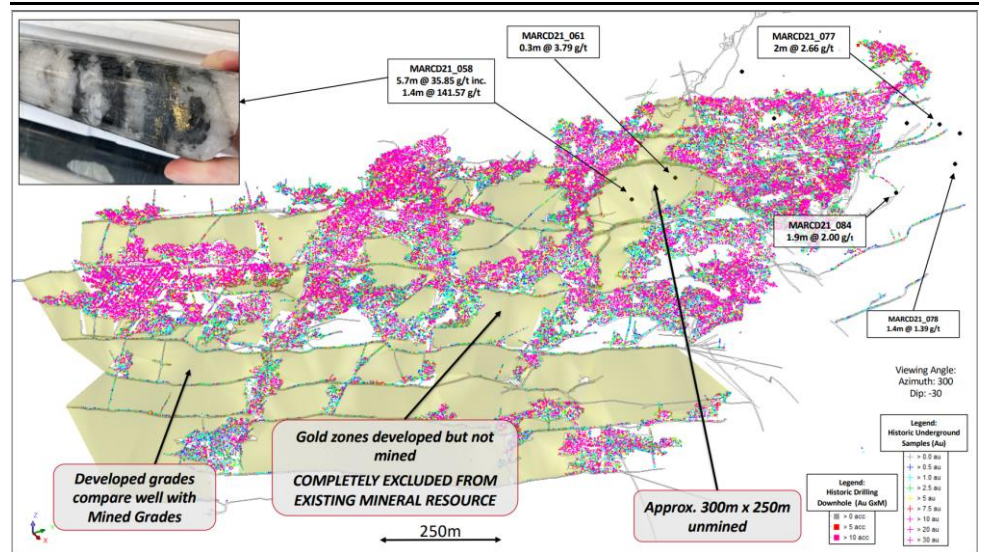 MARCD21_061
0.3m @ 3.79 g/t
MARCD21_077
2m @ 2.66 g/t
MARCD21_058
5.7m @ 35.85 g/t inc.
1.4m @ 141.57 g/t
MARCD21_084
1.9m @ 2.00 g/t
MARCD21_078
1.4m @ 1.39 g/t
Viewing Angle:
Azimuth: 300
Dip: -30
Gold zones developed but not
mined
COMPLETELY EXCLUDED FROM
EXISTING MINERAL RESOURCE
Developed grades
compare well with
Mined Grades
Approx. 300m x 250m
unmined
250m
Legend:
Historic Drilling
Downhole (Au GxM)
> 0 acc
> 5 acc
> 10 acc
Legend:
Historic Underground
Samples (Au)
> 0.0 au
> 0.5 au
> 1.0 au
> 2.5 au
> 5 au
> 7.5 au
> 10 au
> 20 au
> 30 au
Z
Y
X